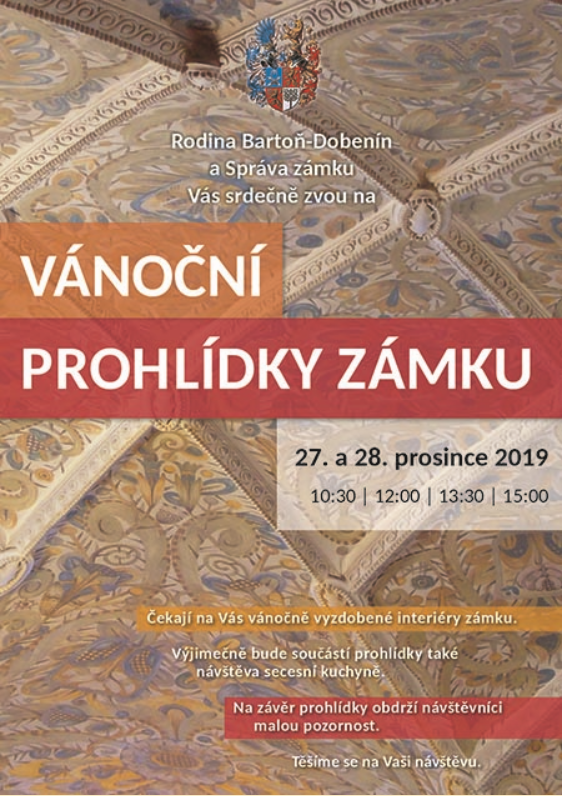 Rodina Bartoň-Dobenín
a Správa zámku
Vás srdečně zvou na
VÁNOČNÍ
PROHLÍDKY ZÁMKU
27. a 28. prosince 2019
10:30 | 12:00 | 13:30 | 15:00
Čekají na Vás vánočně vyzdobené interiéry zámku.
Výjimečně bude součástí prohlídky také
návštěva secesní kuchyně.
Na závěr prohlídky obdrží návštěvníci
malou pozornost.
Těšíme se na Vaši návštěvu.